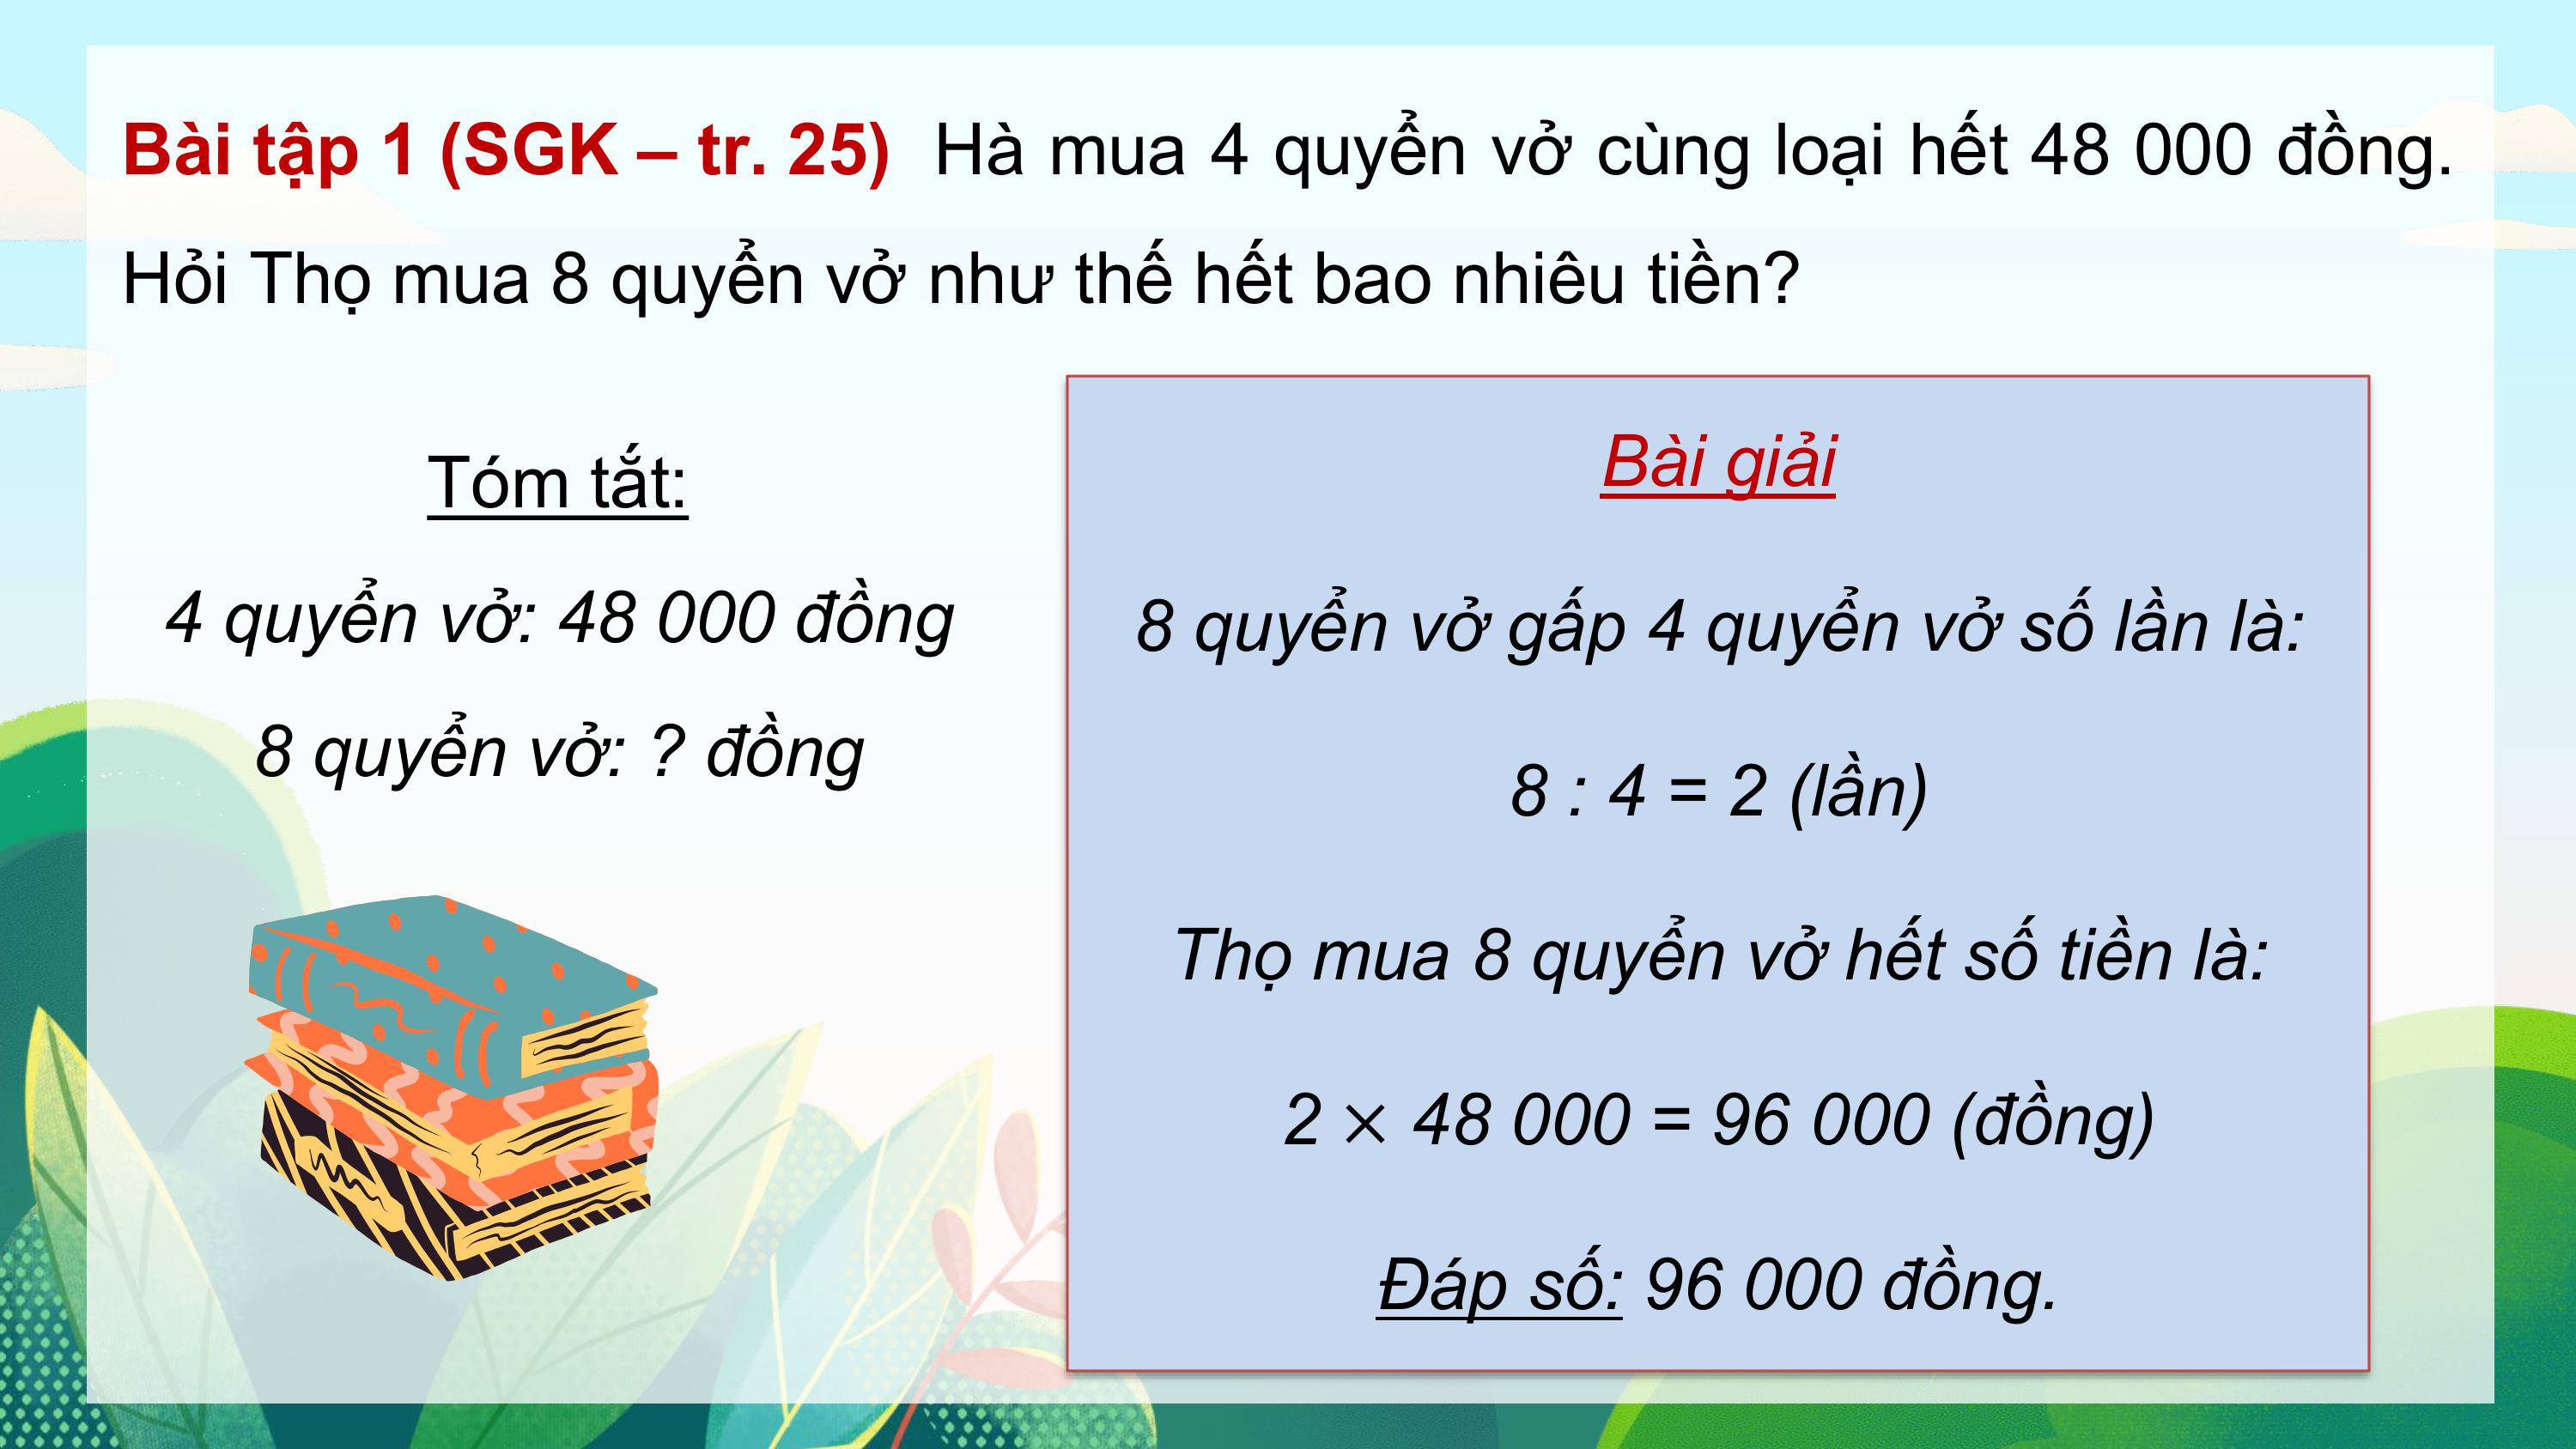 Bài tập 1 (SGK – tr. 25) Hà mua 4 quyển vở cùng loại hết 48 000 đồng.
Hỏi Thọ mua 8 quyển vở như thế hết bao nhiêu tiền?
Tóm tắt:
4 quyển vở: 48 000 đồng
8 quyển vở: ? đồng
Bài giải
8 quyển vở gấp 4 quyển vở số lần là:
8 : 4 = 2 (lần)
Thọ mua 8 quyển vở hết số tiền là:
2 × 48 000 = 96 000 (đồng)
Đáp số: 96 000 đồng.